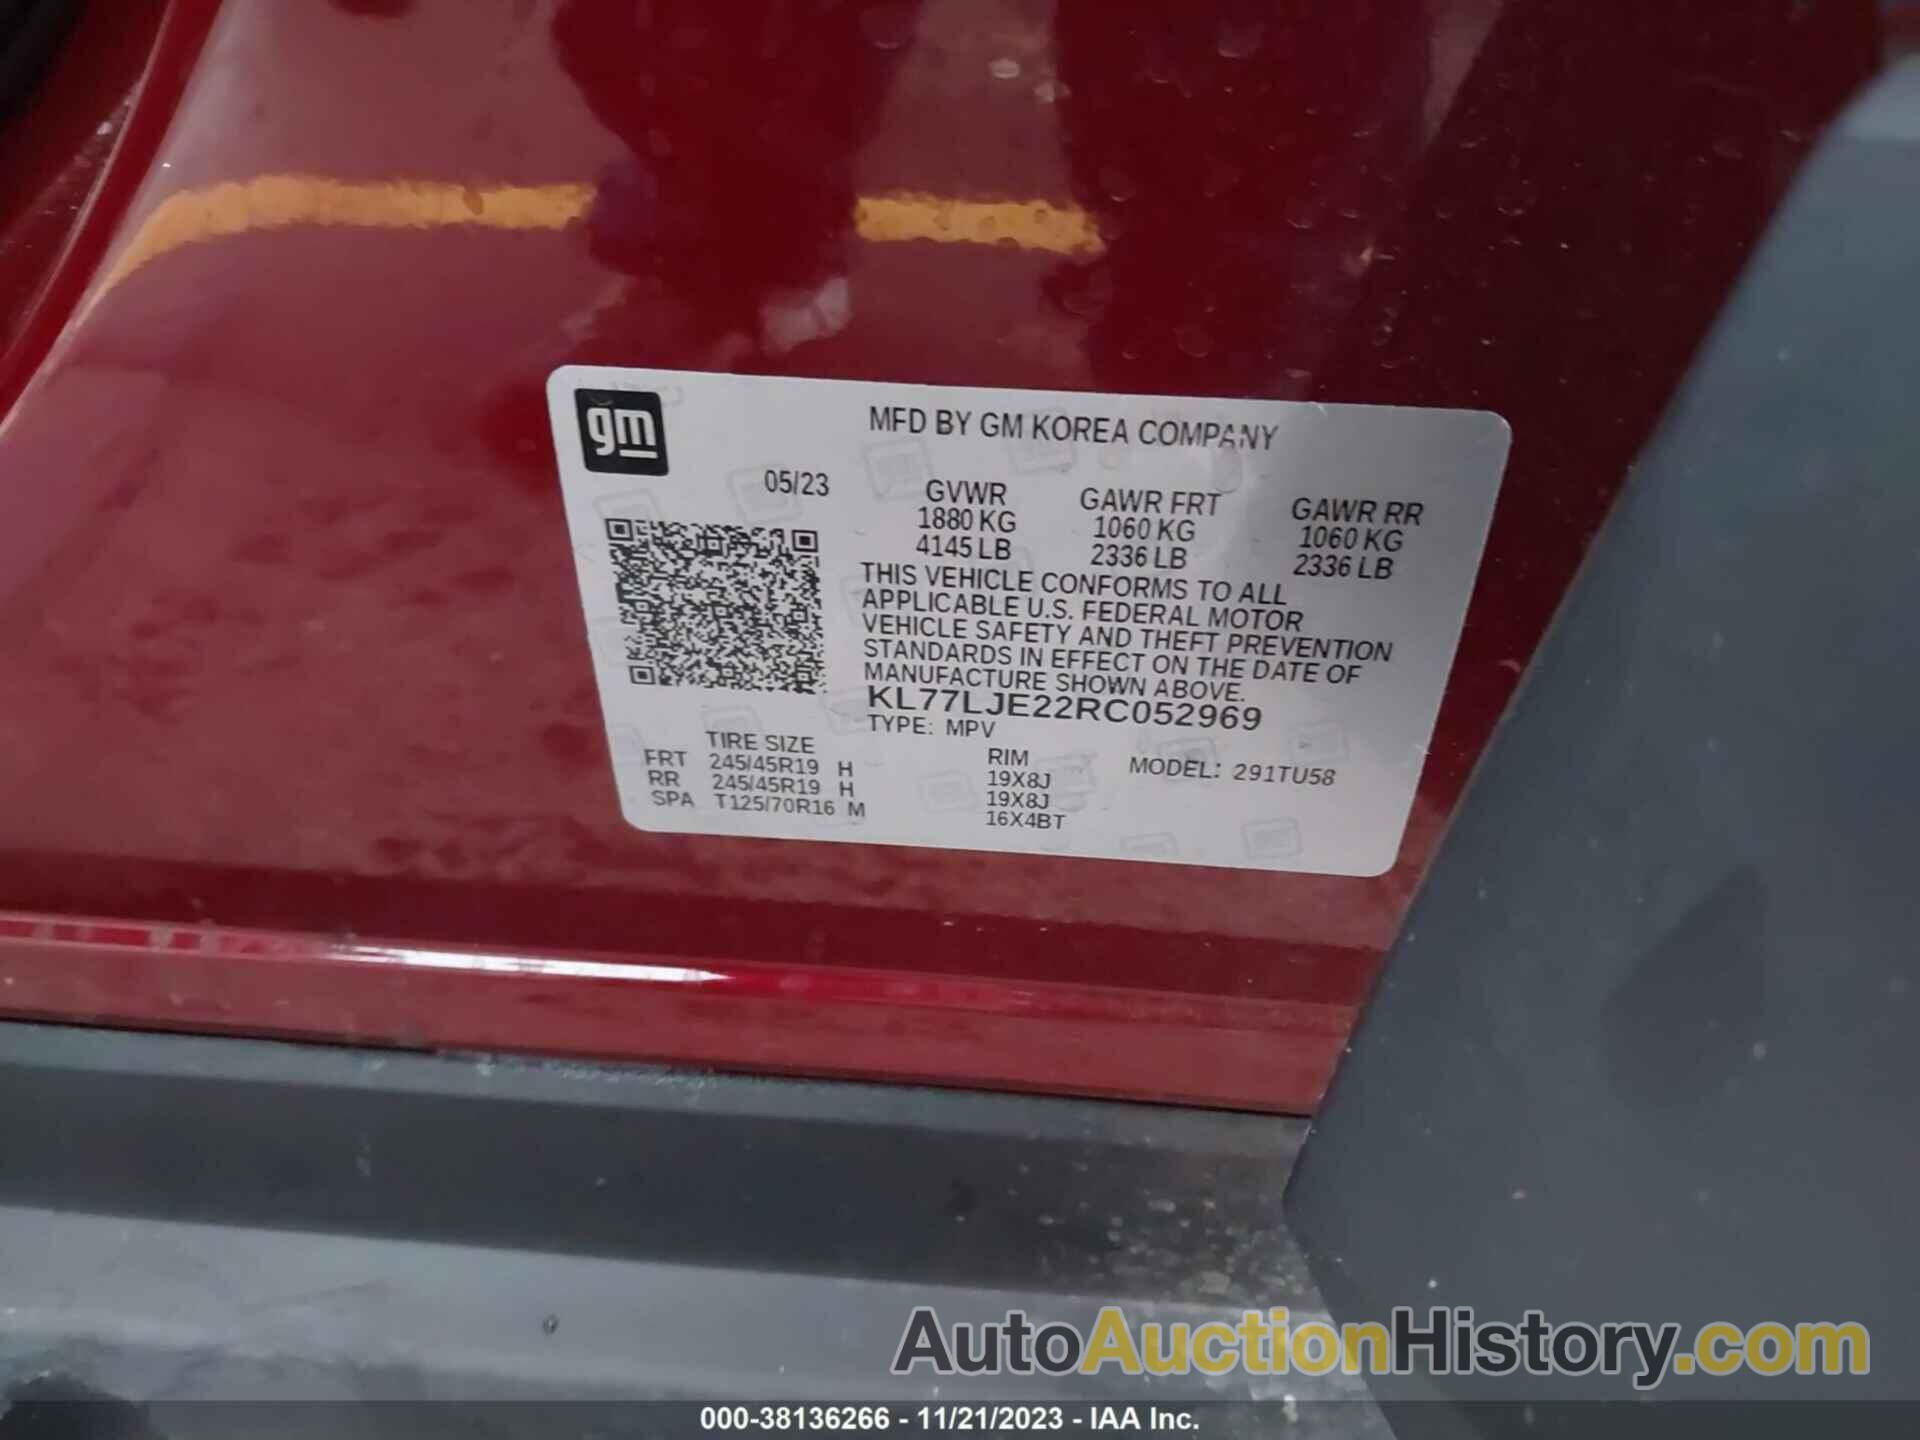 gm
MFD BY GM KOREA COMPANY
05/23
GVWR GAWR FRT GAWR RR
1880 KG 1060 KG 1060 KG
4145 LB 2336 LB 2336 LB
THIS VEHICLE CONFORMS TO ALL
APPLICABLE U.S. FEDERAL MOTOR
VEHICLE SAFETY AND THEFT PREVENTION
STANDARDS IN EFFECT ON THE DATE OF
MANUFACTURE SHOWN ABOVE.
KL77LJE22RC052969
TYPE: MPV
TIRE SIZE RIM MODEL: 291TU58
FRT 245/45R19 H 19X8J
RR 245/45R19 H 19X8J
SPA T125/70R16 M 16X4BT
AutoAuctionHistory.com
000-38136266 - 11/21/2023 - IAA Inc.